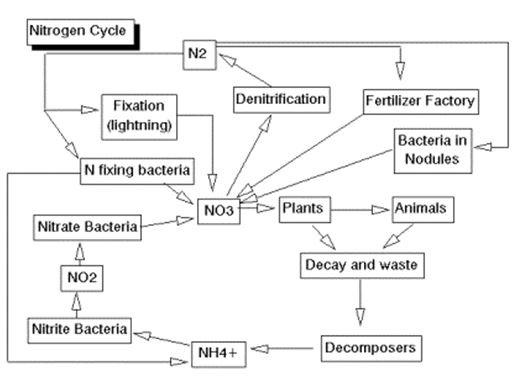 Nitrogen Cycle
N2
Fixation
(lightning)
Denitrification
Fertilizer Factory
Bacteria in
Nodules
N fixing bacteria
NO3
Plants
Animals
Nitrate Bacteria
NO2
Decay and waste
Nitrite Bacteria
NH4+
Decomposers